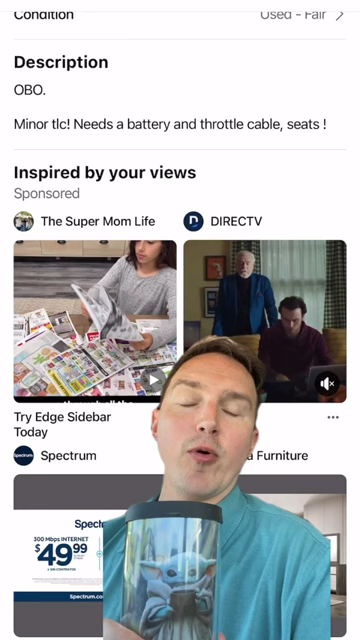 Condition
Used - Fair
Description
OBO.
Minor tlc! Needs a battery and throttle cable, seats !
Inspired by your views
Sponsored
The Super Mom Life
DIRECTV
Try Edge Sidebar
Today
Spectrum
Furniture
300 Mbps INTERNET
$49.99